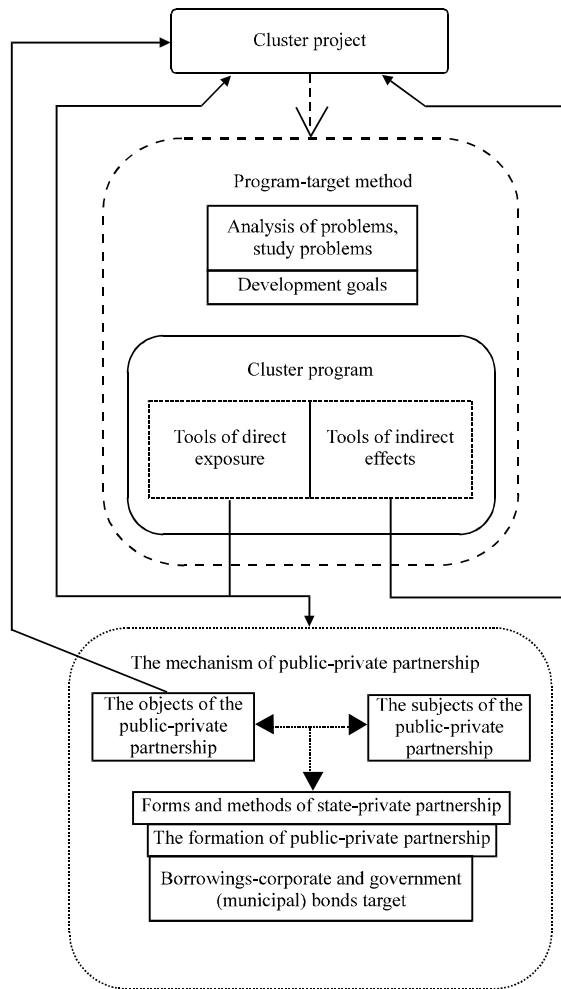 Cluster project
Program-target method
Analysis of problems,
study problems
Development goals
Cluster program
Tools of direct
exposure
Tools of indirect
effects
The mechanism of public-private partnership
The objects of the
public-private
partnership
The subjects of the
public-private
partnership
Forms and methods of state-private partnership
The formation of public-private partnership
Borrowings-corporate and government
(municipal) bonds target